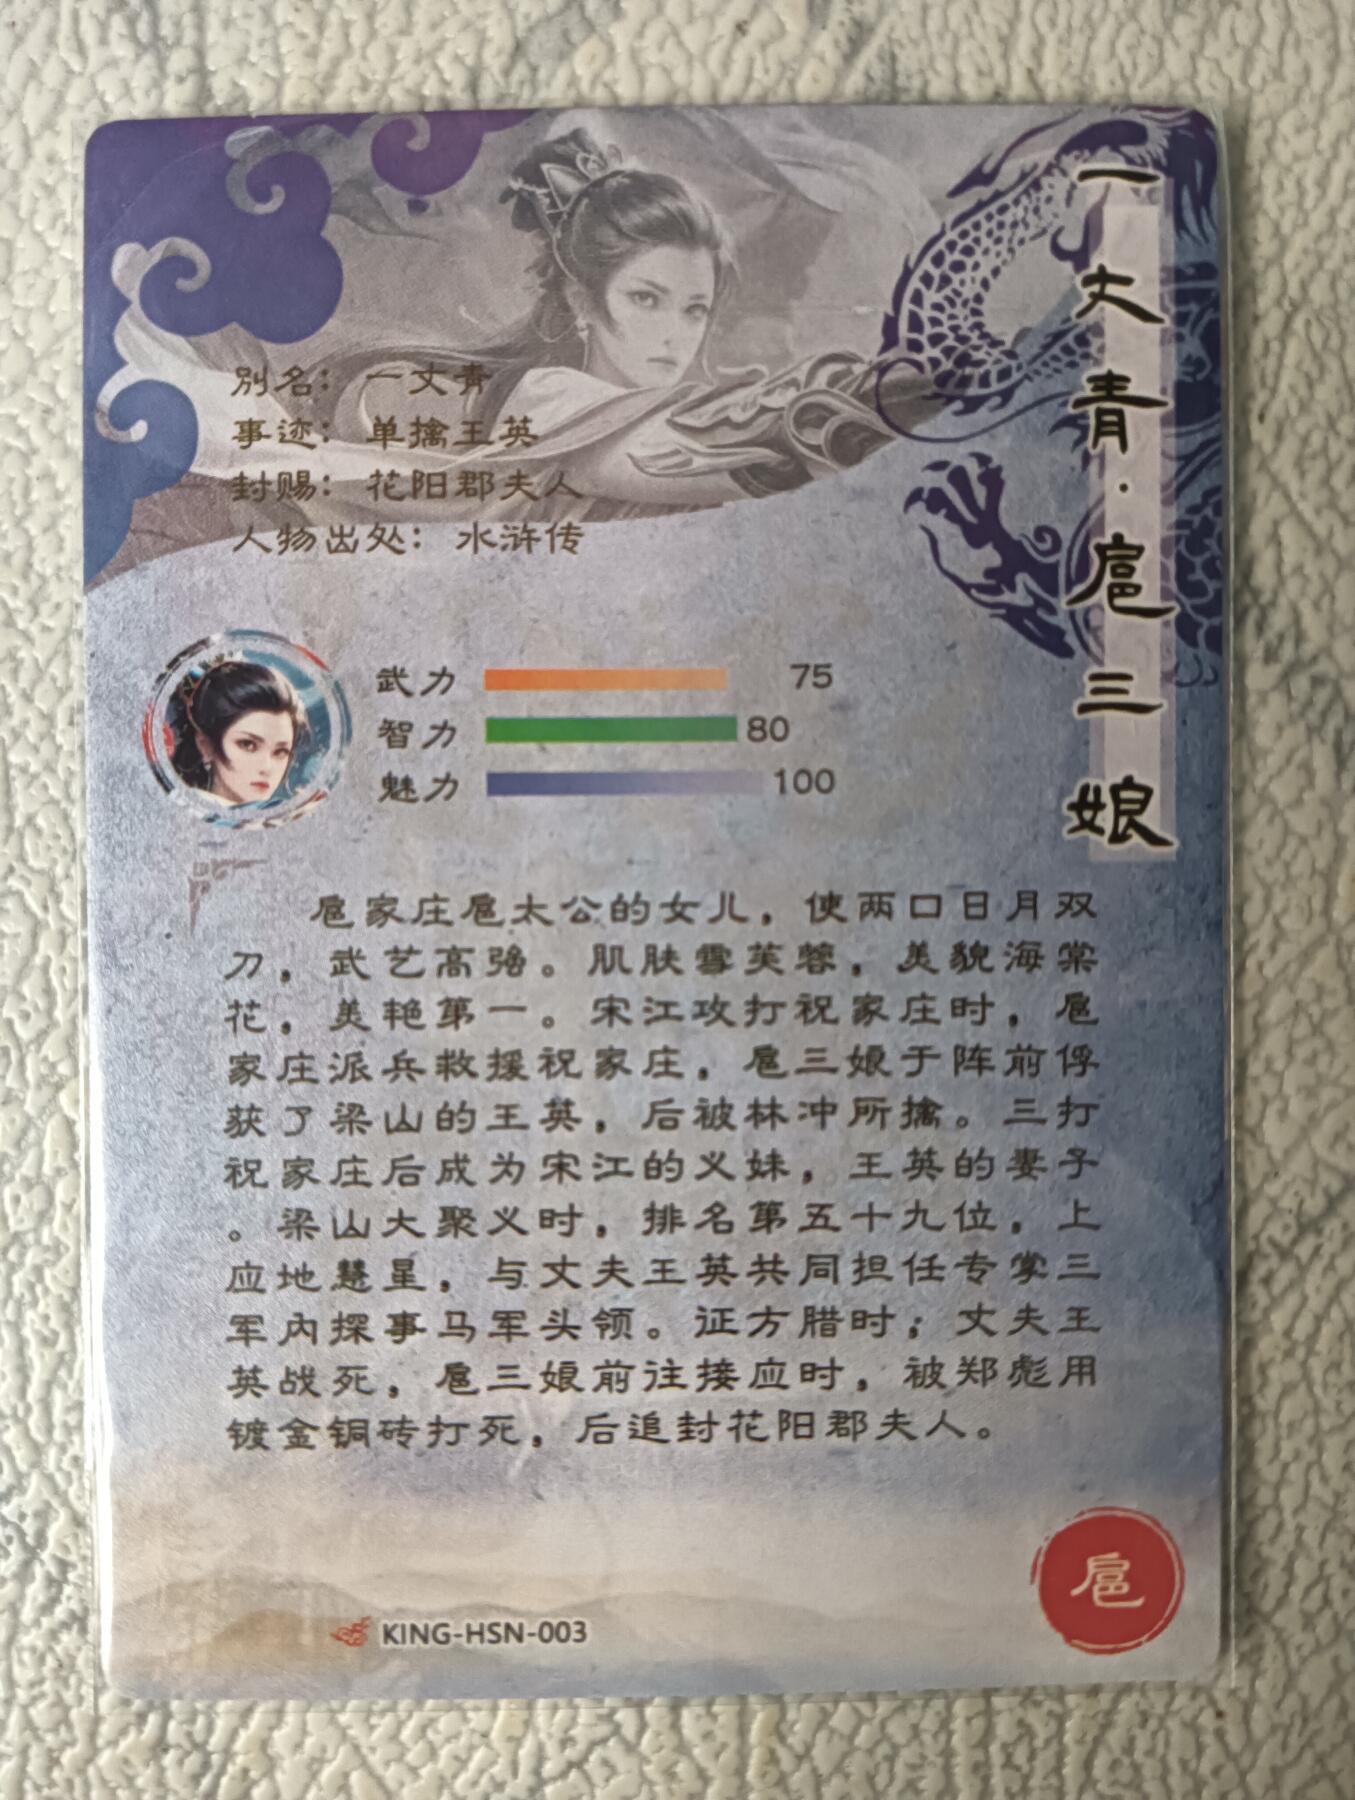 一丈青·扈三娘
别名：一丈青
事迹：单擒王英
封赐：花阳郡夫人
人物出处：水浒传
武力 75
智力 80
魅力 100
扈家庄扈太公的女儿，使两口日月双
刀，武艺高强。肌肤雪芙蓉，美貌海棠
花，美艳第一。宋江攻打祝家庄时，扈
家庄派兵救援祝家庄，扈三娘于阵前俘
获了梁山的王英，后被林冲所擒。三打
祝家庄后成为宋江的义妹，王英的妻子
。梁山大聚义时，排名第五十九位，上
应地慧星，与丈夫王英共同担任专掌三
军内探事马军头领。证方腊时；丈夫王
英战死，扈三娘前往接应时，被郑彪用
镀金铜砖打死，后追封花阳郡夫人。
KING-HSN-003
扈